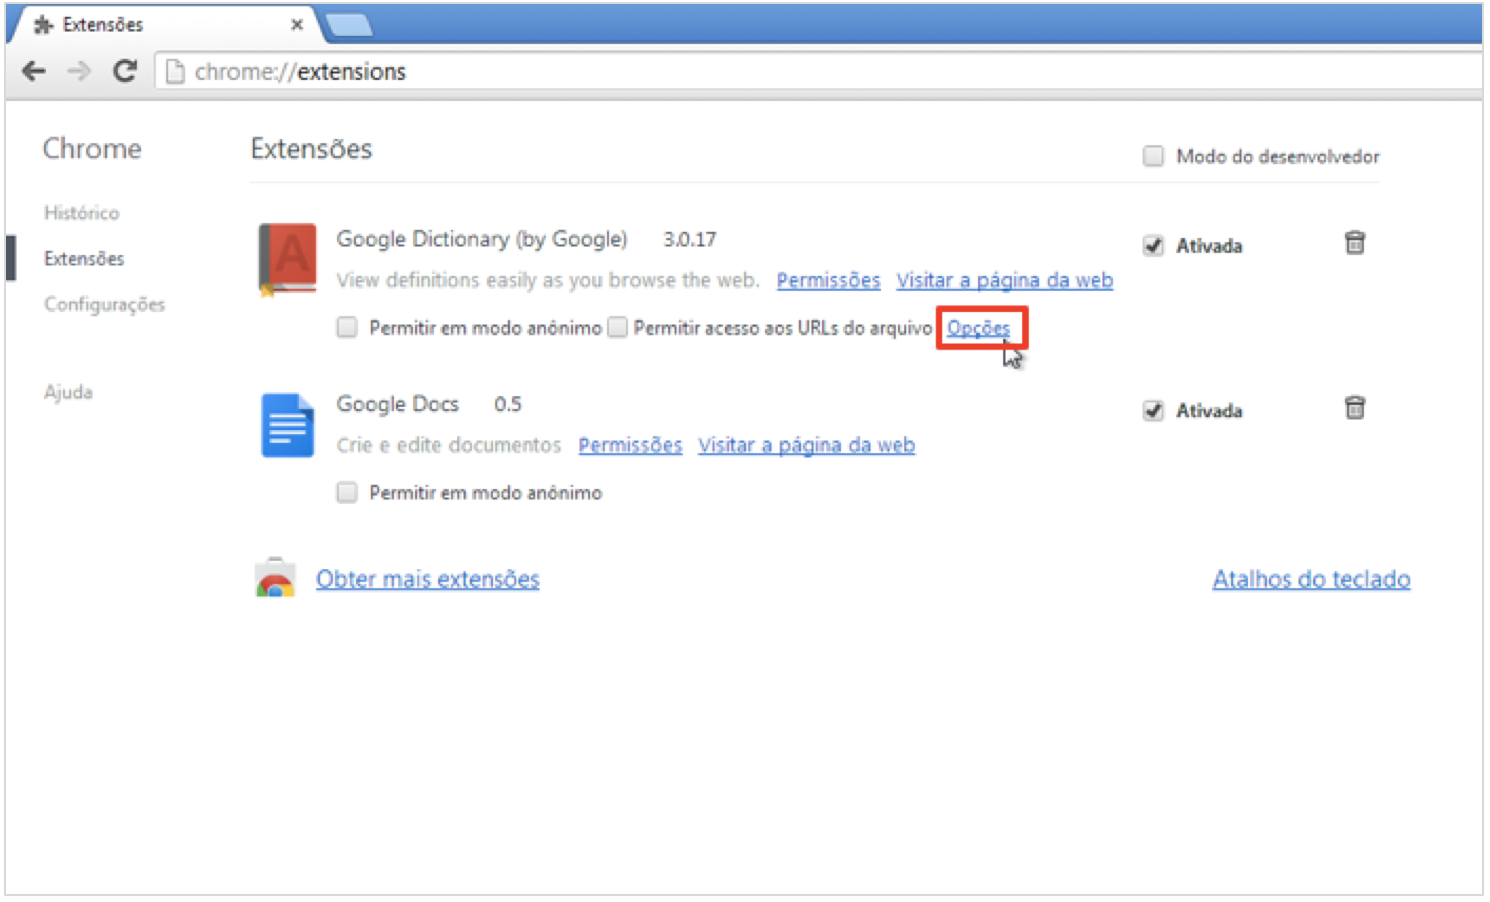 Extensões
chrome://extensions
Chrome
Extensões
Modo do desenvolvedor
Histórico
Extensões
Configurações
Ajuda
Google Dictionary (by Google) 3.0.17
Ativada
View definitions easily as you browse the web. Permissões Visitar a página da web
Permitir em modo anônimo Permitir acesso aos URLs do arquivo Opções
Google Docs 0.5
Ativada
Crie e edite documentos Permissões Visitar a página da web
Permitir em modo anônimo
Obter mais extensões
Atalhos do teclado